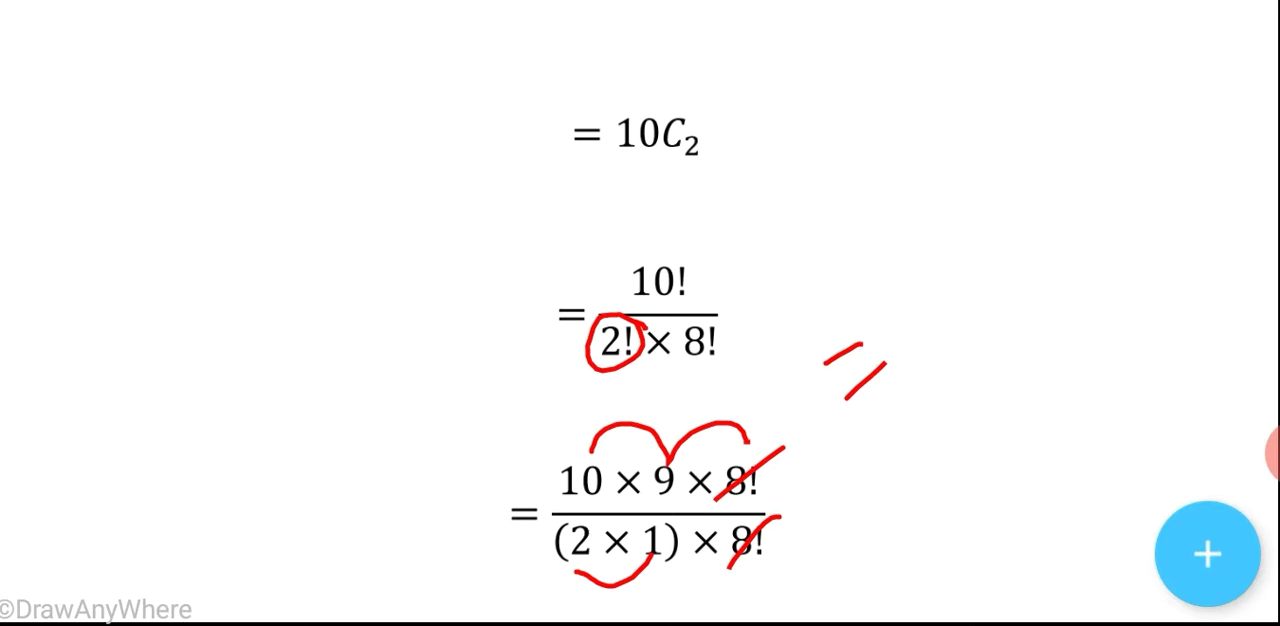 = 10C₂
10!
=
2! × 8!
10 × 9 × 8!
=
(2 × 1) × 8!
+
©DrawAnyWhere